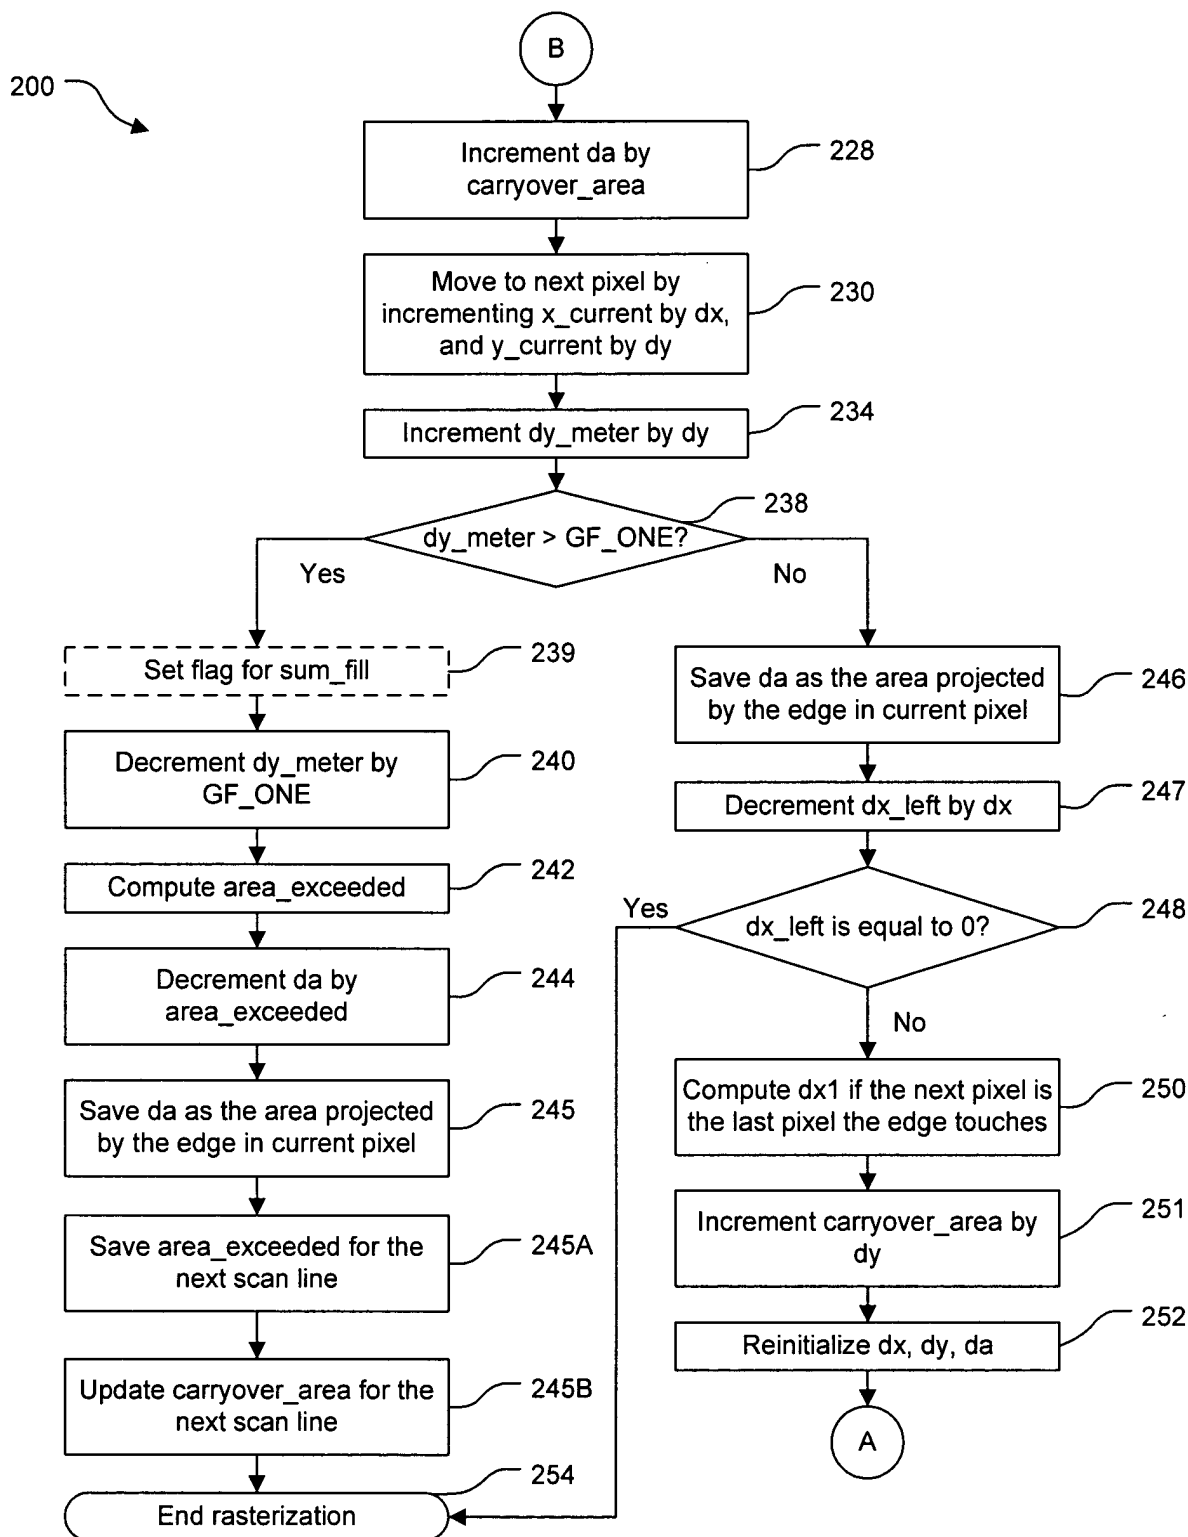 B
200
Increment da by
carryover_area
228
Move to next pixel by
incrementing x_current by dx,
and y_current by dy
230
Increment dy_meter by dy
234
dy_meter > GF_ONE?
238
Yes
No
Set flag for sum_fill
239
Decrement dy_meter by
GF_ONE
240
Compute area_exceeded
242
Decrement da by
area_exceeded
244
Save da as the area projected
by the edge in current pixel
245
Save area_exceeded for the
next scan line
245A
Update carryover_area for the
next scan line
245B
End rasterization
254
Save da as the area projected
by the edge in current pixel
246
Decrement dx_left by dx
247
dx_left is equal to 0?
248
Yes
No
Compute dx1 if the next pixel is
the last pixel the edge touches
250
Increment carryover_area by
dy
251
Reinitialize dx, dy, da
252
A